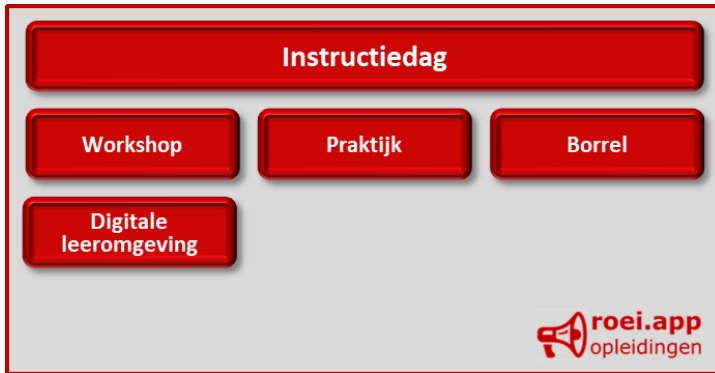 Instructiedag
Workshop
Praktijk
Borrel
Digitale
leeromgeving
roei.app
opleidingen